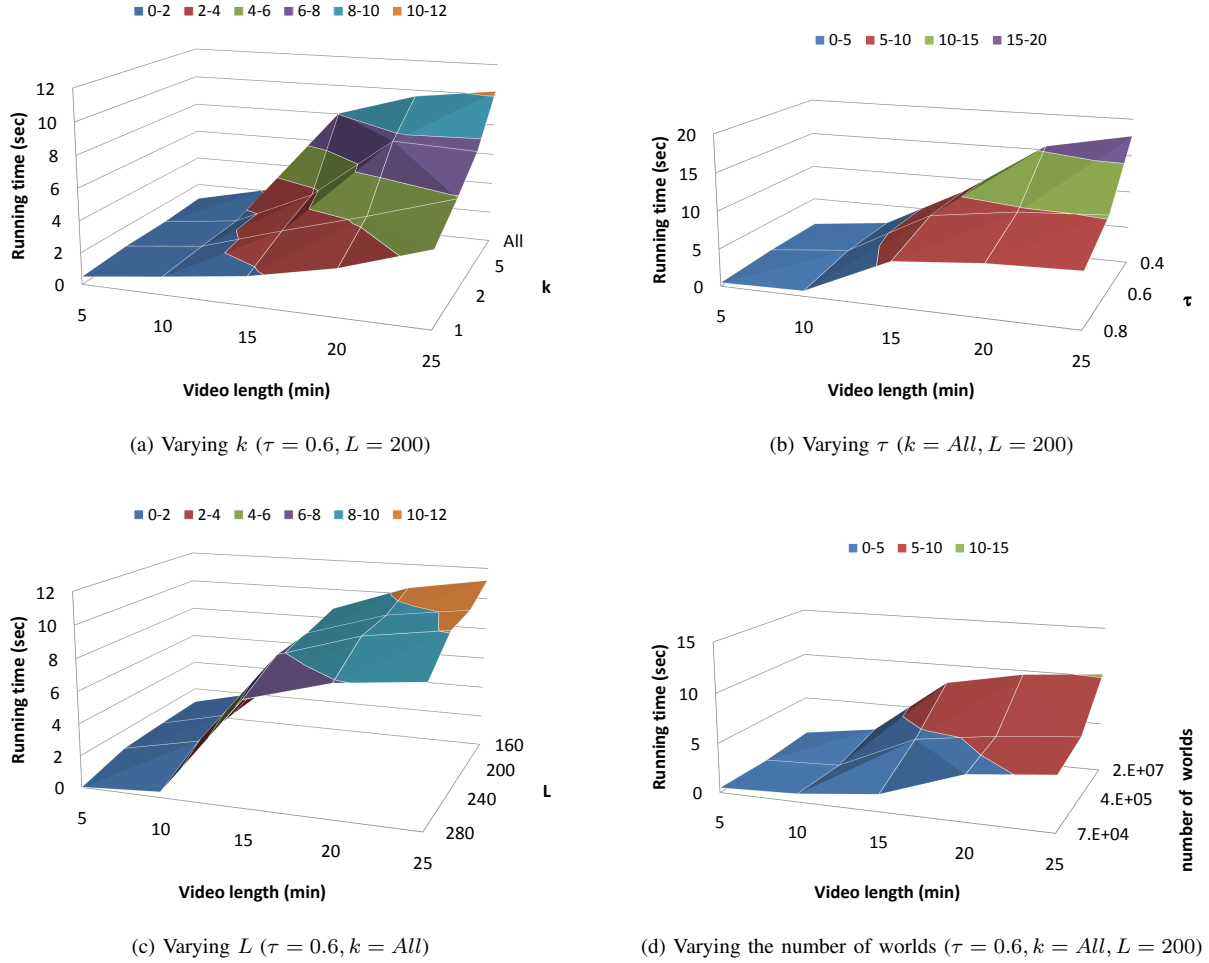 0-2 2-4 4-6 6-8 8-10 10-12
Running time (sec)
12
10
8
6
4
2
0
5
10
15
20
25
1
2
5
All
k
Video length (min)
(a) Varying k (τ = 0.6, L = 200)
0-5 5-10 10-15 15-20
Running time (sec)
20
15
10
5
0
5
10
15
20
25
0.8
0.6
0.4
τ
Video length (min)
(b) Varying τ (k = All, L = 200)
0-2 2-4 4-6 6-8 8-10 10-12
Running time (sec)
12
10
8
6
4
2
0
5
10
15
20
25
280
240
200
160
L
Video length (min)
(c) Varying L (τ = 0.6, k = All)
0-5 5-10 10-15
Running time (sec)
15
10
5
0
5
10
15
20
25
7.E+04
4.E+05
2.E+07
number of worlds
Video length (min)
(d) Varying the number of worlds (τ = 0.6, k = All, L = 200)